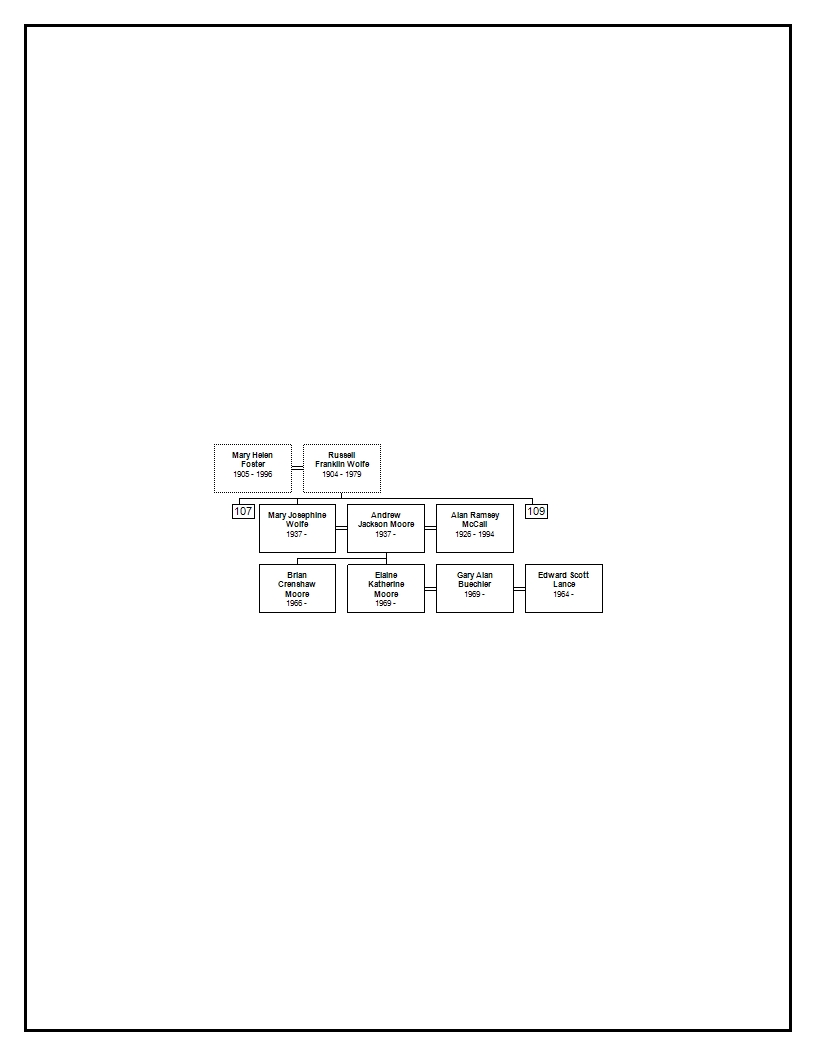 Mary Helen
Foster
1905 - 1996
Russell
Franklin Wolfe
1904 - 1979
107
Mary Josephine
Wolfe
1937 -
Andrew
Jackson Moore
1937 -
Alan Ramsey
McCall
1926 - 1994
109
Brian
Crenshaw
Moore
1966 -
Elaine
Katherine
Moore
1969 -
Gary Alan
Buechler
1969 -
Edward Scott
Lance
1964 -